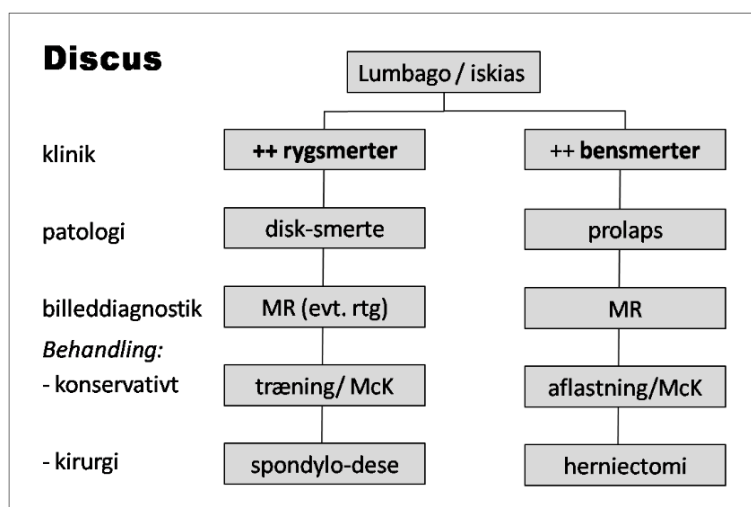 Discus
Lumbago / iskias
klinik
++ rygsmerter
++ bensmerter
patologi
disk-smerte
prolaps
billeddiagnostik
MR (evt. rtg)
MR
Behandling:
- konservativt
træning/ McK
aflastning/McK
- kirurgi
spondylo-dese
herniectomi